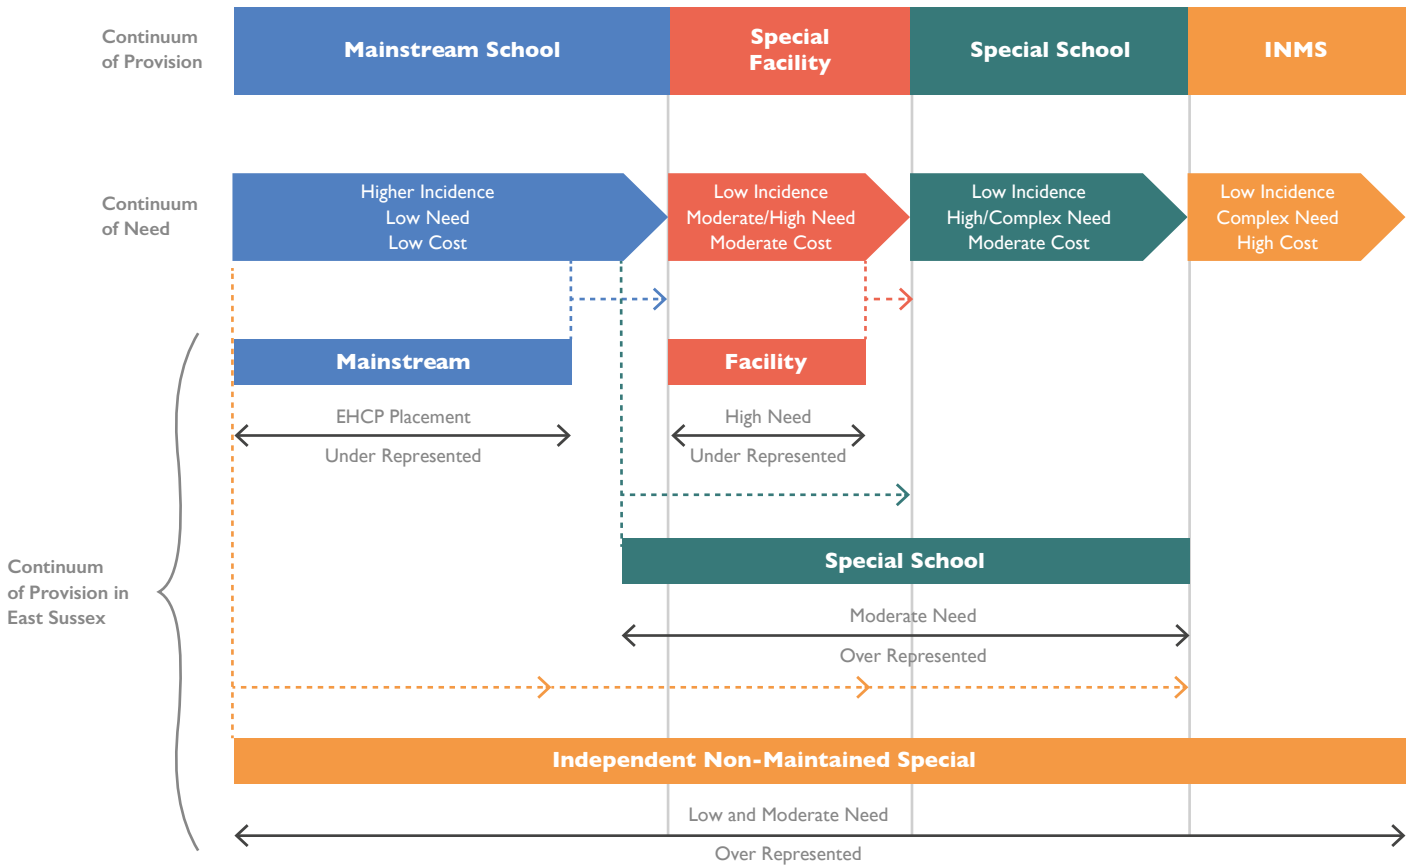 Continuum
of Provision
Mainstream School
Special
Facility
Special School
INMS
Continuum
of Need
Higher Incidence
Low Need
Low Cost
Low Incidence
Moderate/High Need
Moderate Cost
Low Incidence
High/Complex Need
Moderate Cost
Low Incidence
Complex Need
High Cost
Mainstream
Facility
EHCP Placement
Under Represented
High Need
Under Represented
Continuum
of Provision in
East Sussex
Special School
Moderate Need
Over Represented
Independent Non-Maintained Special
Low and Moderate Need
Over Represented